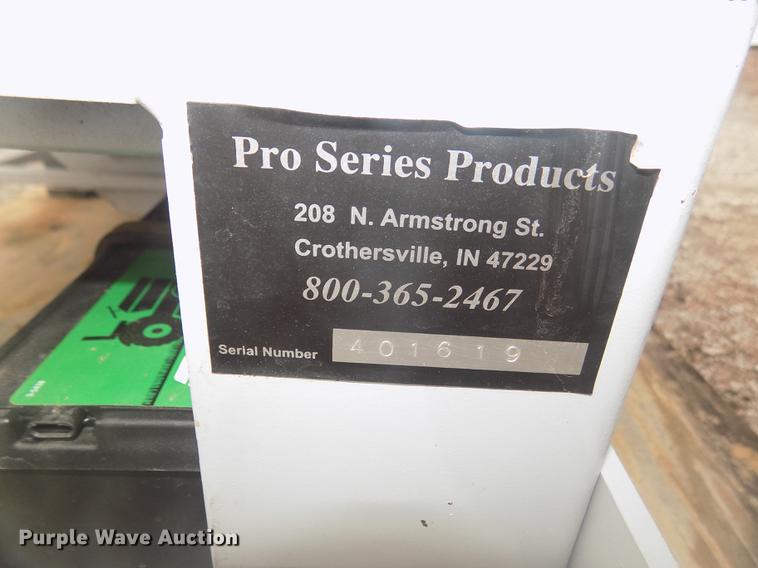 Pro Series Products
208 N. Armstrong St.
Crothersville, IN 47229
800-365-2467
Serial Number 401619
Purple Wave Auction